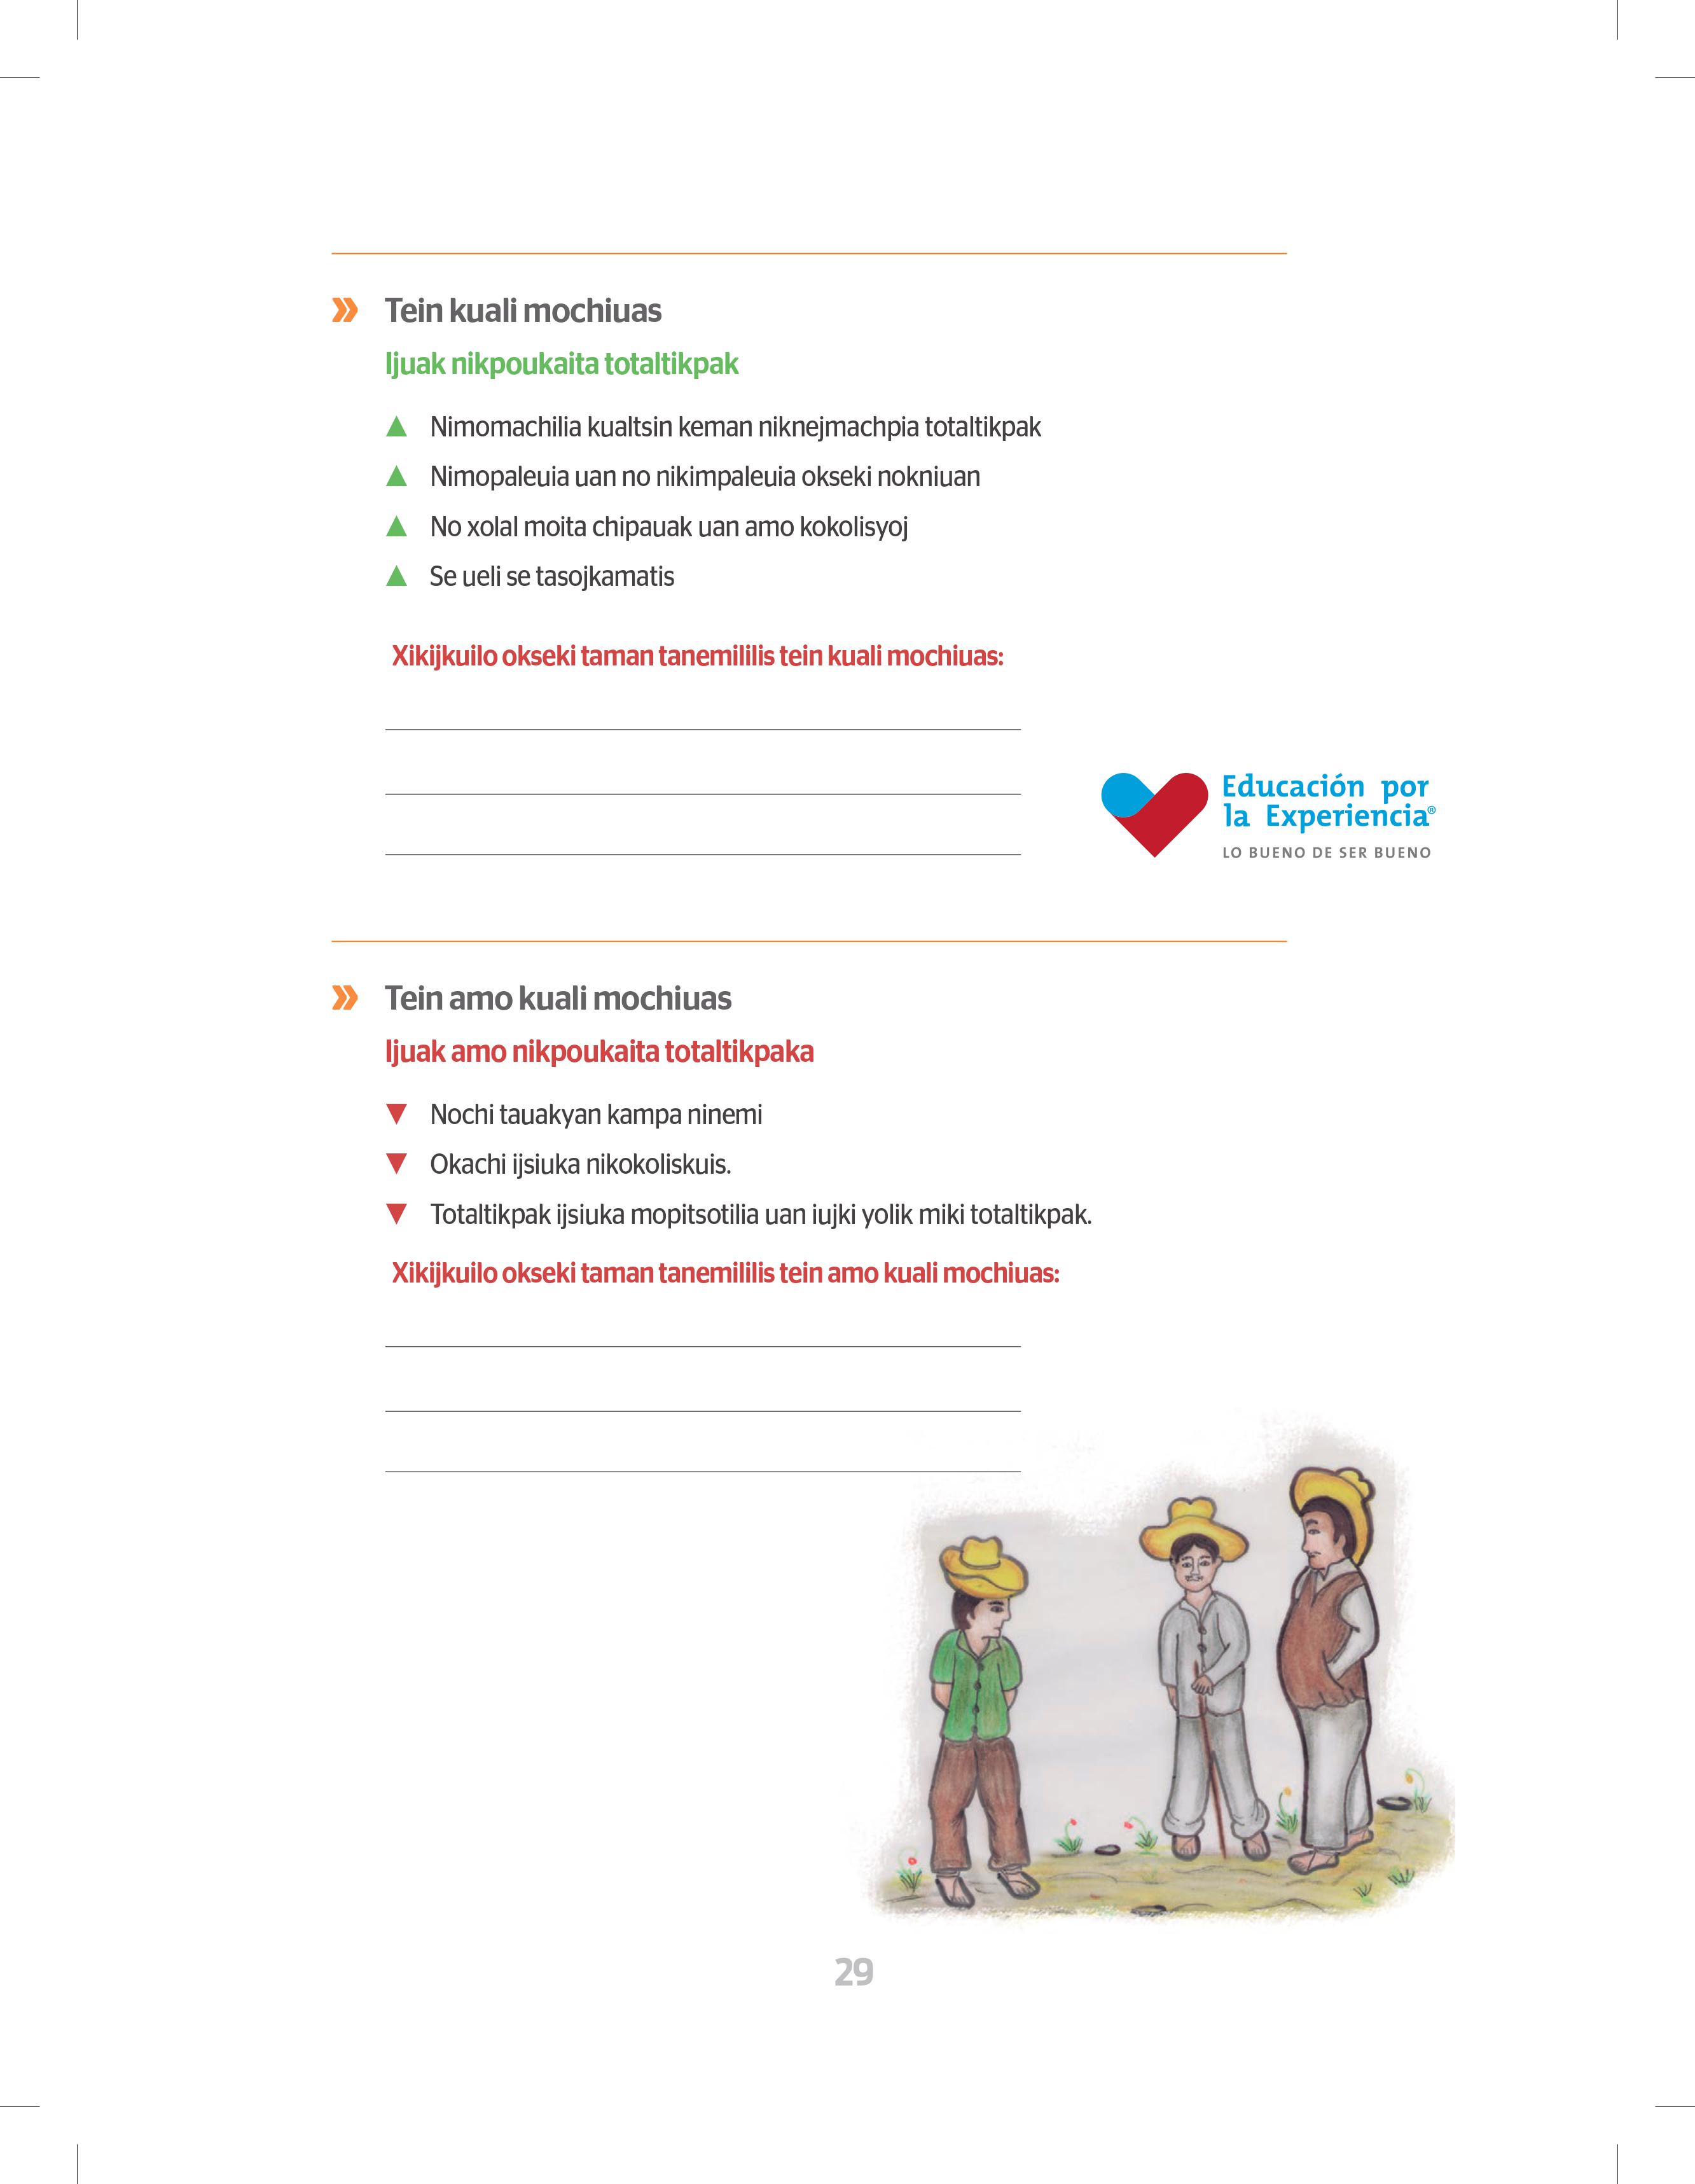 Tein kuali mochiuas
Ijuak nikpoukaita totaltikpak
Nimomachilia kualtsin keman niknejmachpia totaltikpak
Nimopaleuia uan no nikimpaleuia okseki nokniuan
No xolal moita chipauak uan amo kokolisyoj
Se ueli se tasojkamatis
Xikijkuilo okseki taman tanemililis tein kuali mochiuas:
Educación por
la Experiencia®
LO BUENO DE SER BUENO
Tein amo kuali mochiuas
Ijuak amo nikpoukaita totaltikpaka
Nochi tauakyan kampa ninemi
Okachi ijsiuka nikokoliskuis.
Totaltikpak ijsiuka mopitsotilia uan iujki yolik miki totaltikpak.
Xikijkuilo okseki taman tanemililis tein amo kuali mochiuas:
29